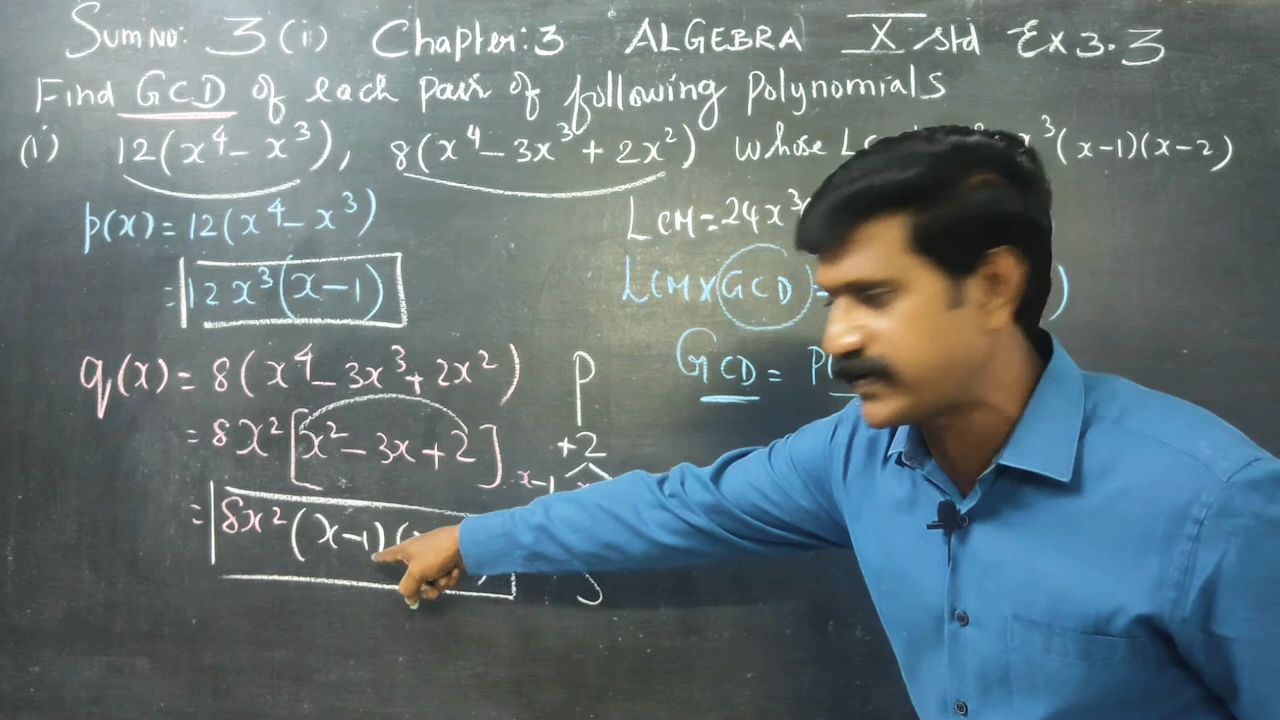 Sum no: 3(i) Chapter:3 ALGEBRA X std Ex 3.3
Find GCD of each pair of following Polynomials
(i) 12(x⁴ - x³), 8(x⁴ - 3x³ + 2x²) whose ³(x-1)(x-2)
p(x) = 12(x⁴ - x³)
= 12x³(x-1)
q(x) = 8(x⁴ - 3x³ + 2x²)
= 8x²[x² - 3x + 2]
= 8x²(x-1)(
P
+2
x-1
LCM = 24x³
LCM × GCD =
GCD = P(